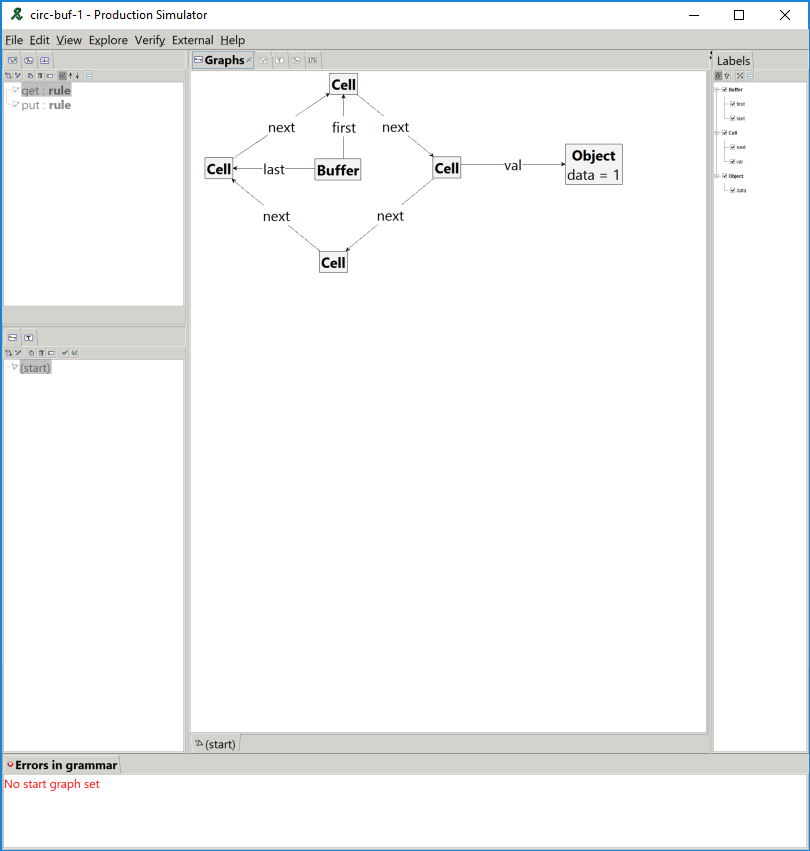 circ-buf-1 - Production Simulator
File Edit View Explore Verify External Help
Graphs
Labels
get : rule
put : rule
(start)
Cell
next
first
next
Cell
last
Buffer
Cell
val
Object
data = 1
next
next
Cell
Buffer
first
last
Cell
next
val
Object
data
(start)
Errors in grammar
No start graph set